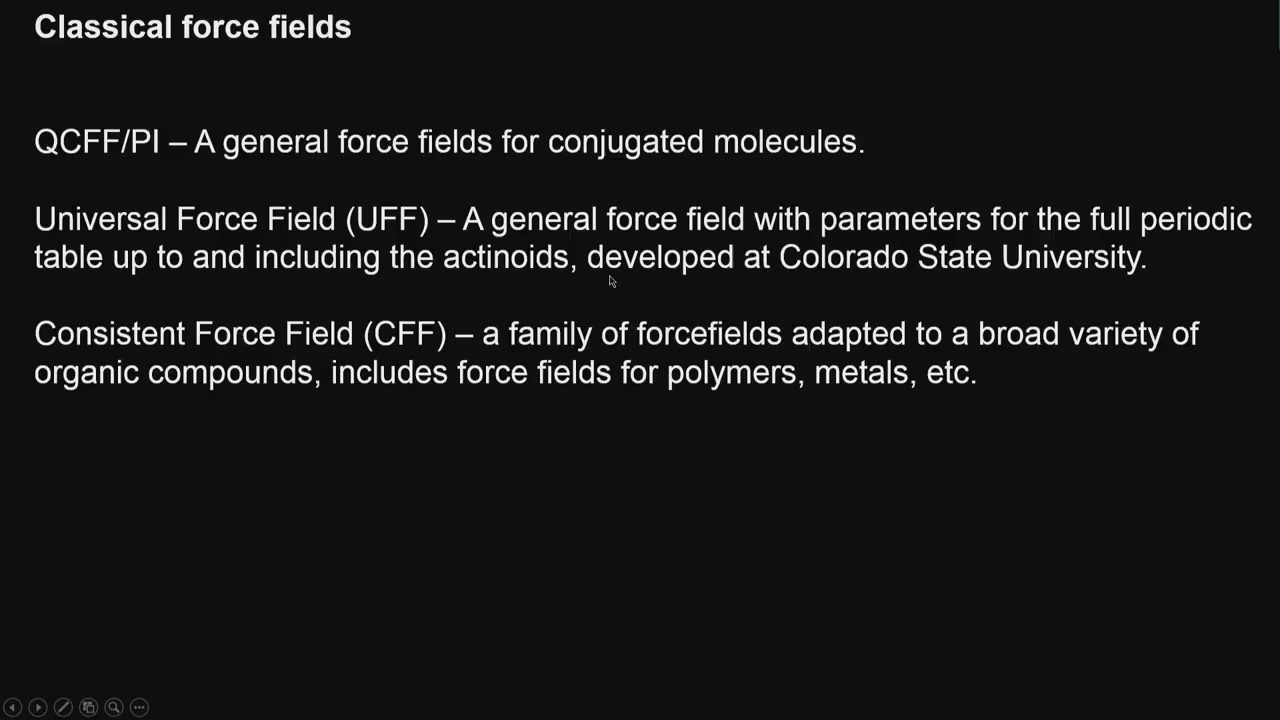 Classical force fields
QCFF/PI – A general force fields for conjugated molecules.
Universal Force Field (UFF) – A general force field with parameters for the full periodic
table up to and including the actinoids, developed at Colorado State University.
Consistent Force Field (CFF) – a family of forcefields adapted to a broad variety of
organic compounds, includes force fields for polymers, metals, etc.